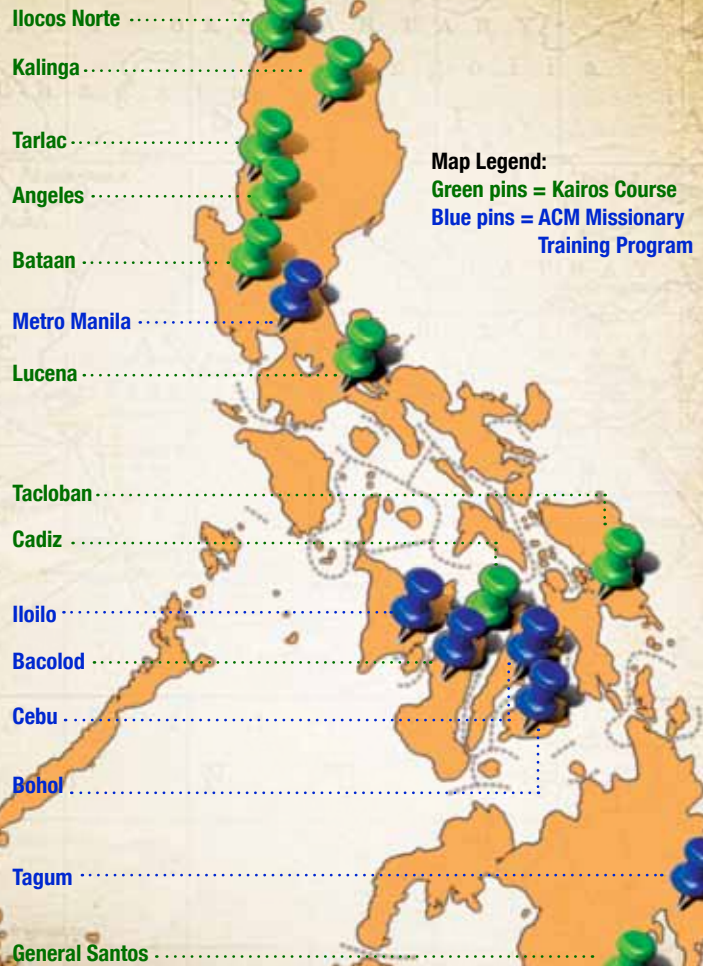 Ilocos Norte
Kalinga
Tarlac
Angeles
Bataan
Metro Manila
Lucena
Tacloban
Cadiz
Iloilo
Bacolod
Cebu
Bohol
Tagum
General Santos
Map Legend:
Green pins = Kairos Course
Blue pins = ACM Missionary
Training Program